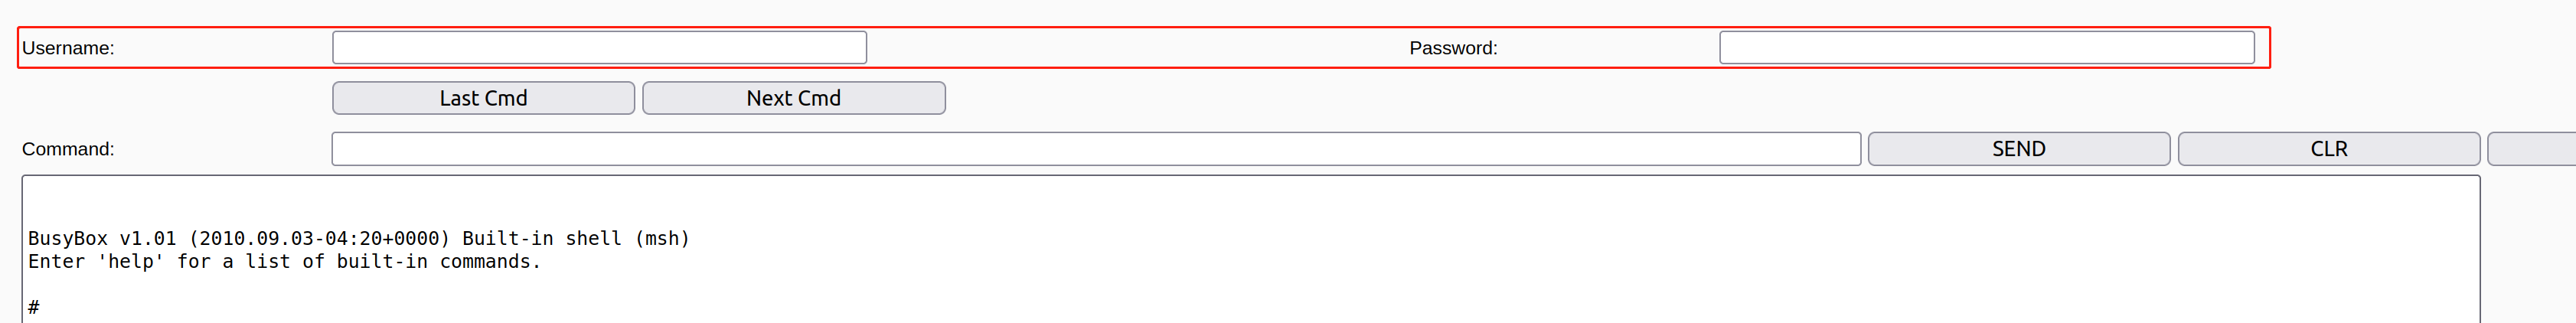 Username: Password:
Last Cmd Next Cmd
Command: SEND CLR
BusyBox v1.01 (2010.09.03-04:20+0000) Built-in shell (msh)
Enter 'help' for a list of built-in commands.
#